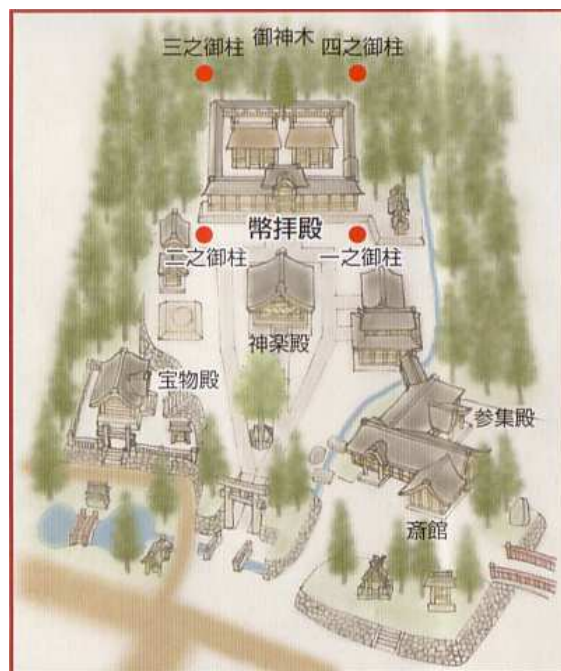 三之御柱
御神木
四之御柱
幣拝殿
二之御柱
一之御柱
神楽殿
宝物殿
参集殿
斎館